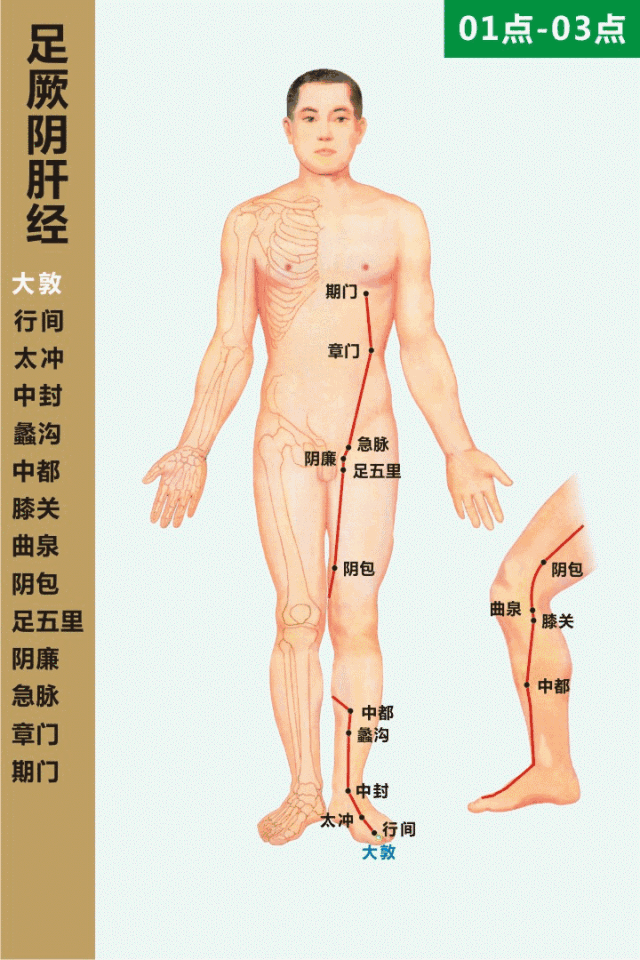 01点-03点
足厥阴肝经
大敦
行间
太冲
中封
蠡沟
中都
膝关
曲泉
阴包
足五里
阴廉
急脉
章门
期门
期门
章门
急脉
阴廉
足五里
阴包
中都
蠡沟
中封
太冲
行间
大敦
阴包
曲泉
膝关
中都